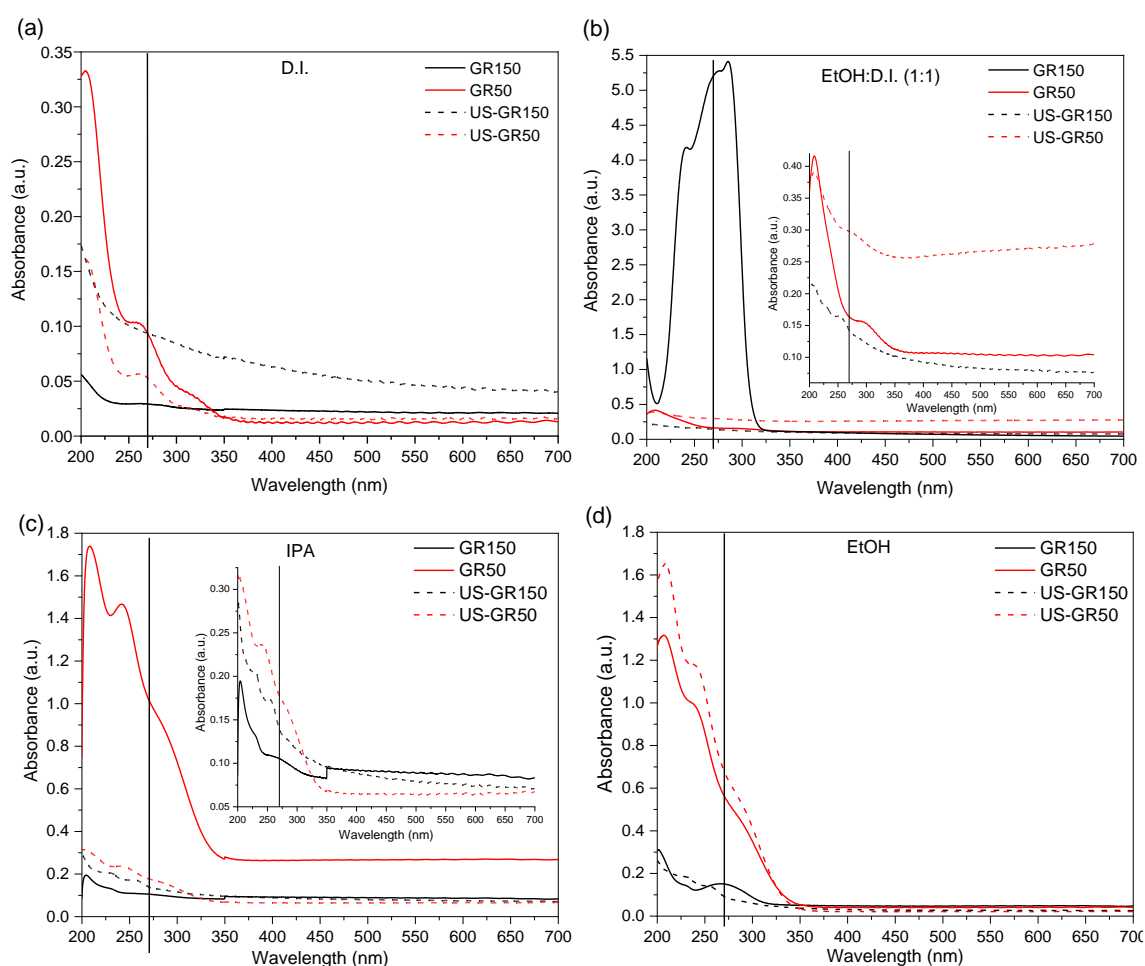 (a)
D.I.
GR150
GR50
US-GR150
US-GR50
0.35
0.30
0.25
0.20
0.15
0.10
0.05
0.00
Absorbance (a.u.)
200 250 300 350 400 450 500 550 600 650 700
Wavelength (nm)
(b)
EtOH:D.I. (1:1)
GR150
GR50
US-GR150
US-GR50
5.5
5.0
4.5
4.0
3.5
3.0
2.5
2.0
1.5
1.0
0.5
0.0
Absorbance (a.u.)
200 250 300 350 400 450 500 550 600 650 700
Wavelength (nm)
0.40
0.35
0.30
0.25
0.20
0.15
0.10
Absorbance (a.u.)
200 250 300 350 400 450 500 550 600 650 700
Wavelength (nm)
(c)
IPA
GR150
GR50
US-GR150
US-GR50
1.8
1.6
1.4
1.2
1.0
0.8
0.6
0.4
0.2
0.0
Absorbance (a.u.)
200 250 300 350 400 450 500 550 600 650 700
Wavelength (nm)
0.30
0.25
0.20
0.15
0.10
0.05
Absorbance (a.u.)
200 250 300 350 400 450 500 550 600 650 700
Wavelength (nm)
(d)
EtOH
GR150
GR50
US-GR150
US-GR50
1.8
1.6
1.4
1.2
1.0
0.8
0.6
0.4
0.2
0.0
Absorbance (a.u.)
200 250 300 350 400 450 500 550 600 650 700
Wavelength (nm)